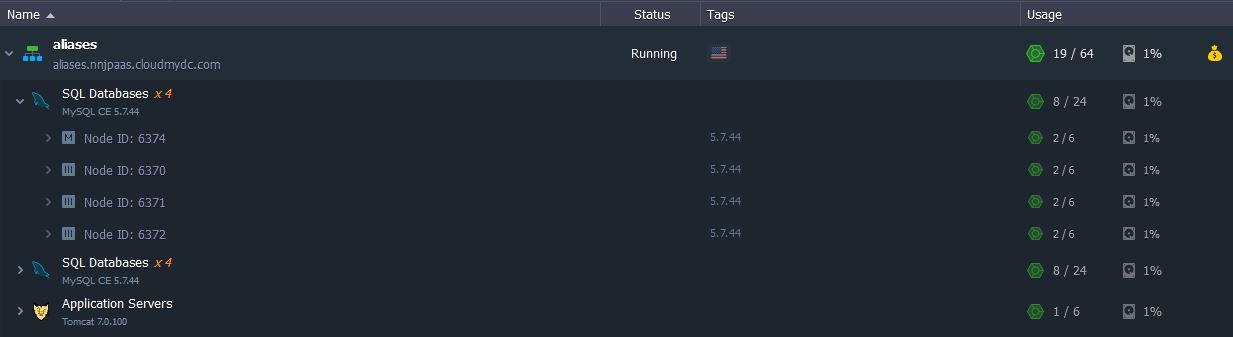 Name Status Tags Usage
aliases
aliases.nnjpaas.cloudmydc.com
Running 19 / 64 1%
SQL Databases x 4
MySQL CE 5.7.44
8 / 24 1%
M Node ID: 6374 5.7.44 2 / 6 1%
Node ID: 6370 5.7.44 2 / 6 1%
Node ID: 6371 5.7.44 2 / 6 1%
Node ID: 6372 5.7.44 2 / 6 1%
SQL Databases x 4
MySQL CE 5.7.44
8 / 24 1%
Application Servers
Tomcat 7.0.100
1 / 6 1%